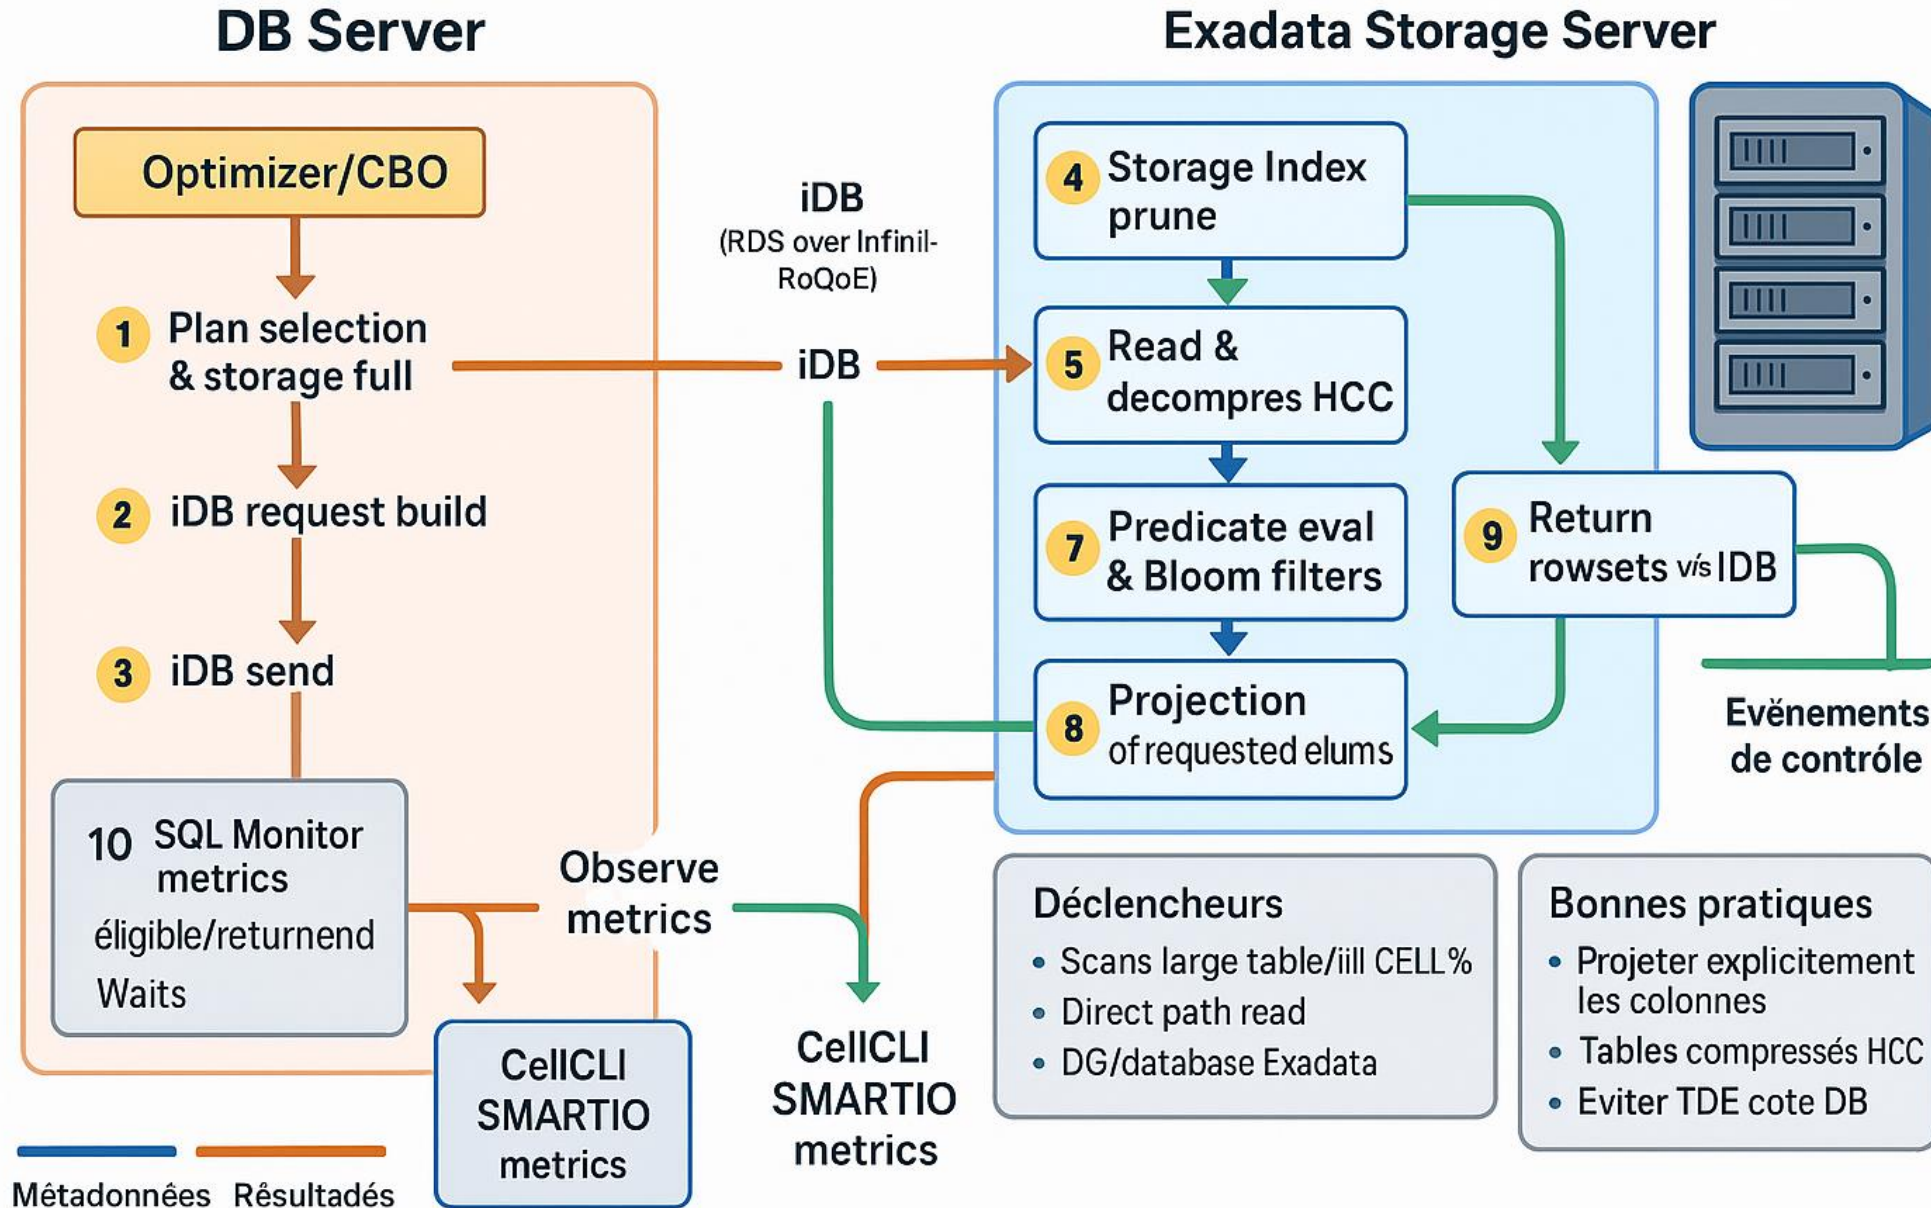 DB Server
Optimizer/CBO
1 Plan selection
& storage full
2 iDB request build
3 iDB send
10 SQL Monitor
metrics
éligible/returnend
Waits
Observe
metrics
CellCLI
SMARTIO
metrics
CellCLI
SMARTIO
metrics
Mêtadonnêes
Rêsultadés
iDB
(RDS over Infinil-
RoQoE)
iDB
Exadata Storage Server
4 Storage Index
prune
5 Read &
decompres HCC
7 Predicate eval
& Bloom filters
8 Projection
of requested elums
9 Return
rowsets vís IDB
Evënements
de contróle
Déclencheurs
• Scans large table/iill CELL%
• Direct path read
• DG/database Exadata
Bonnes pratiques
• Projeter explicitement
les colonnes
• Tables compressés HCC
• Eviter TDE cote DB